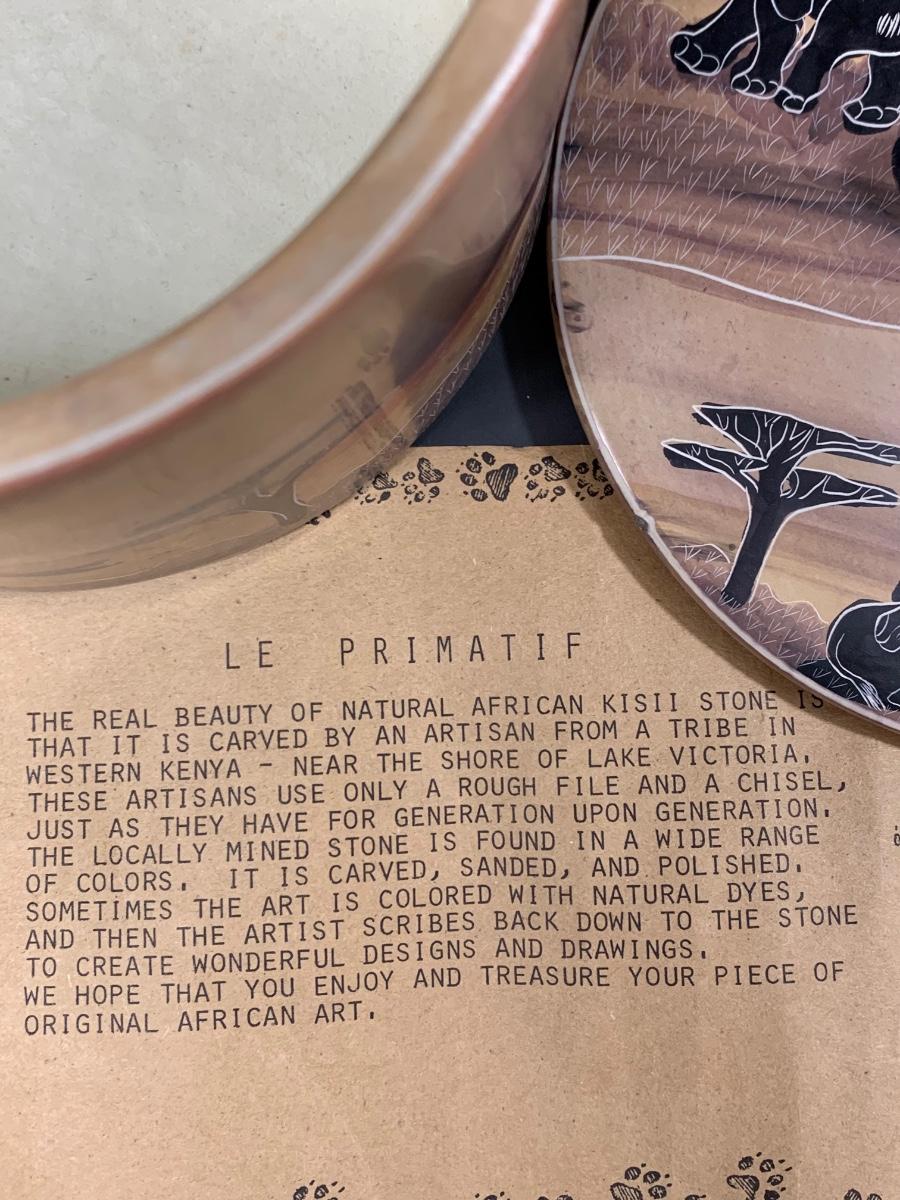 LE PRIMATIF
THE REAL BEAUTY OF NATURAL AFRICAN KISII STONE IS
THAT IT IS CARVED BY AN ARTISAN FROM A TRIBE IN
WESTERN KENYA - NEAR THE SHORE OF LAKE VICTORIA.
THESE ARTISANS USE ONLY A ROUGH FILE AND A CHISEL,
JUST AS THEY HAVE FOR GENERATION UPON GENERATION.
THE LOCALLY MINED STONE IS FOUND IN A WIDE RANGE
OF COLORS. IT IS CARVED, SANDED, AND POLISHED.
SOMETIMES THE ART IS COLORED WITH NATURAL DYES,
AND THEN THE ARTIST SCRIBES BACK DOWN TO THE STONE
TO CREATE WONDERFUL DESIGNS AND DRAWINGS.
WE HOPE THAT YOU ENJOY AND TREASURE YOUR PIECE OF
ORIGINAL AFRICAN ART.